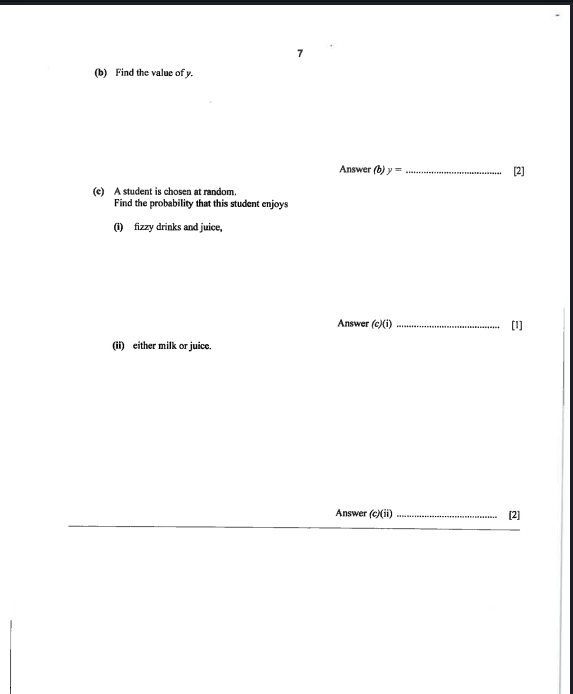 7
(b) Find the value of y.
Answer (b) y = .................................... [2]
(c) A student is chosen at random.
Find the probability that this student enjoys
(i) fizzy drinks and juice,
Answer (c)(i) ....................................... [1]
(ii) either milk or juice.
Answer (c)(ii) ...................................... [2]